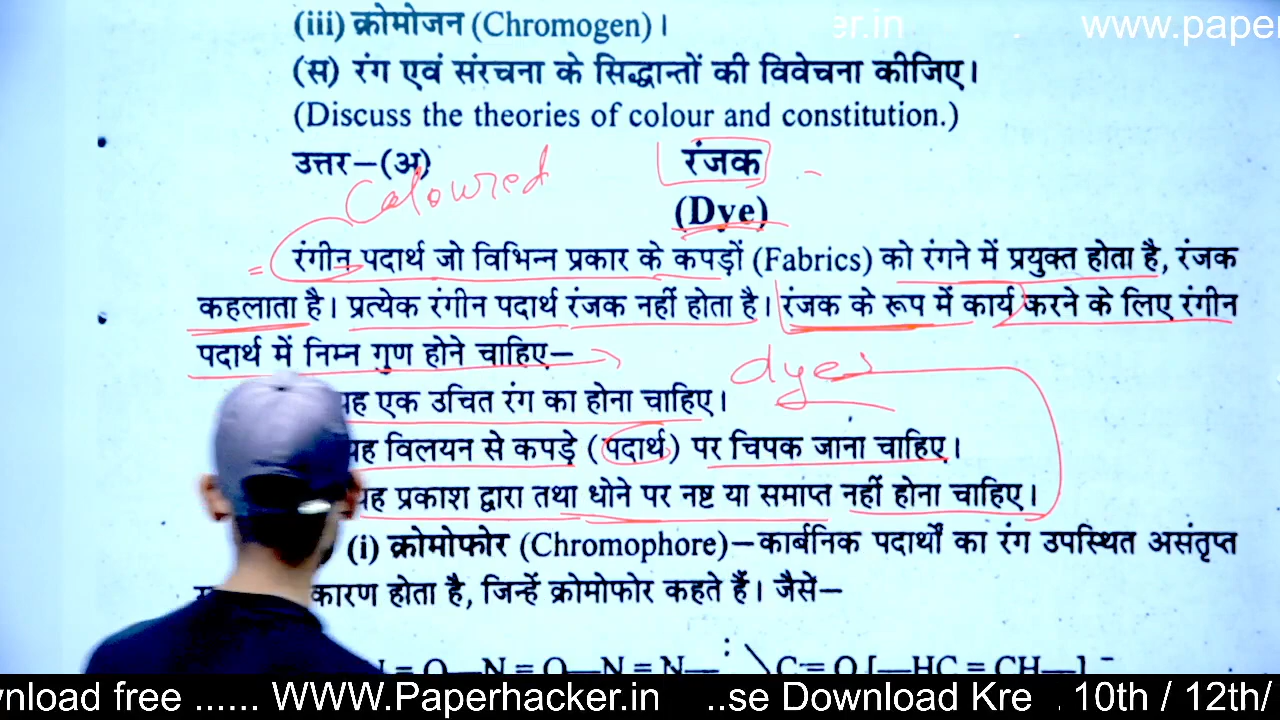 er.in . www.paper
(iii) क्रोमोजन (Chromogen)।
(स) रंग एवं संरचना के सिद्धान्तों की विवेचना कीजिए।
(Discuss the theories of colour and constitution.)
उत्तर–(अ) रंजक
Coloured
(Dye)
रंगीन पदार्थ जो विभिन्न प्रकार के कपड़ों (Fabrics) को रंगने में प्रयुक्त होता है, रंजक
कहलाता है। प्रत्येक रंगीन पदार्थ रंजक नहीं होता है। रंजक के रूप में कार्य करने के लिए रंगीन
पदार्थ में निम्न गुण होने चाहिए–
dyes
यह एक उचित रंग का होना चाहिए।
यह विलयन से कपड़े (पदार्थ) पर चिपक जाना चाहिए।
यह प्रकाश द्वारा तथा धोने पर नष्ट या समाप्त नहीं होना चाहिए।
(i) क्रोमोफोर (Chromophore)–कार्बनिक पदार्थों का रंग उपस्थित असंतृप्त
कारण होता है, जिन्हें क्रोमोफोर कहते हैं। जैसे–
= O, —N = O, —N = N— C = O [—HC = CH—]
wnload free ...... WWW.Paperhacker.in ..se Download Kre . 10th / 12th/